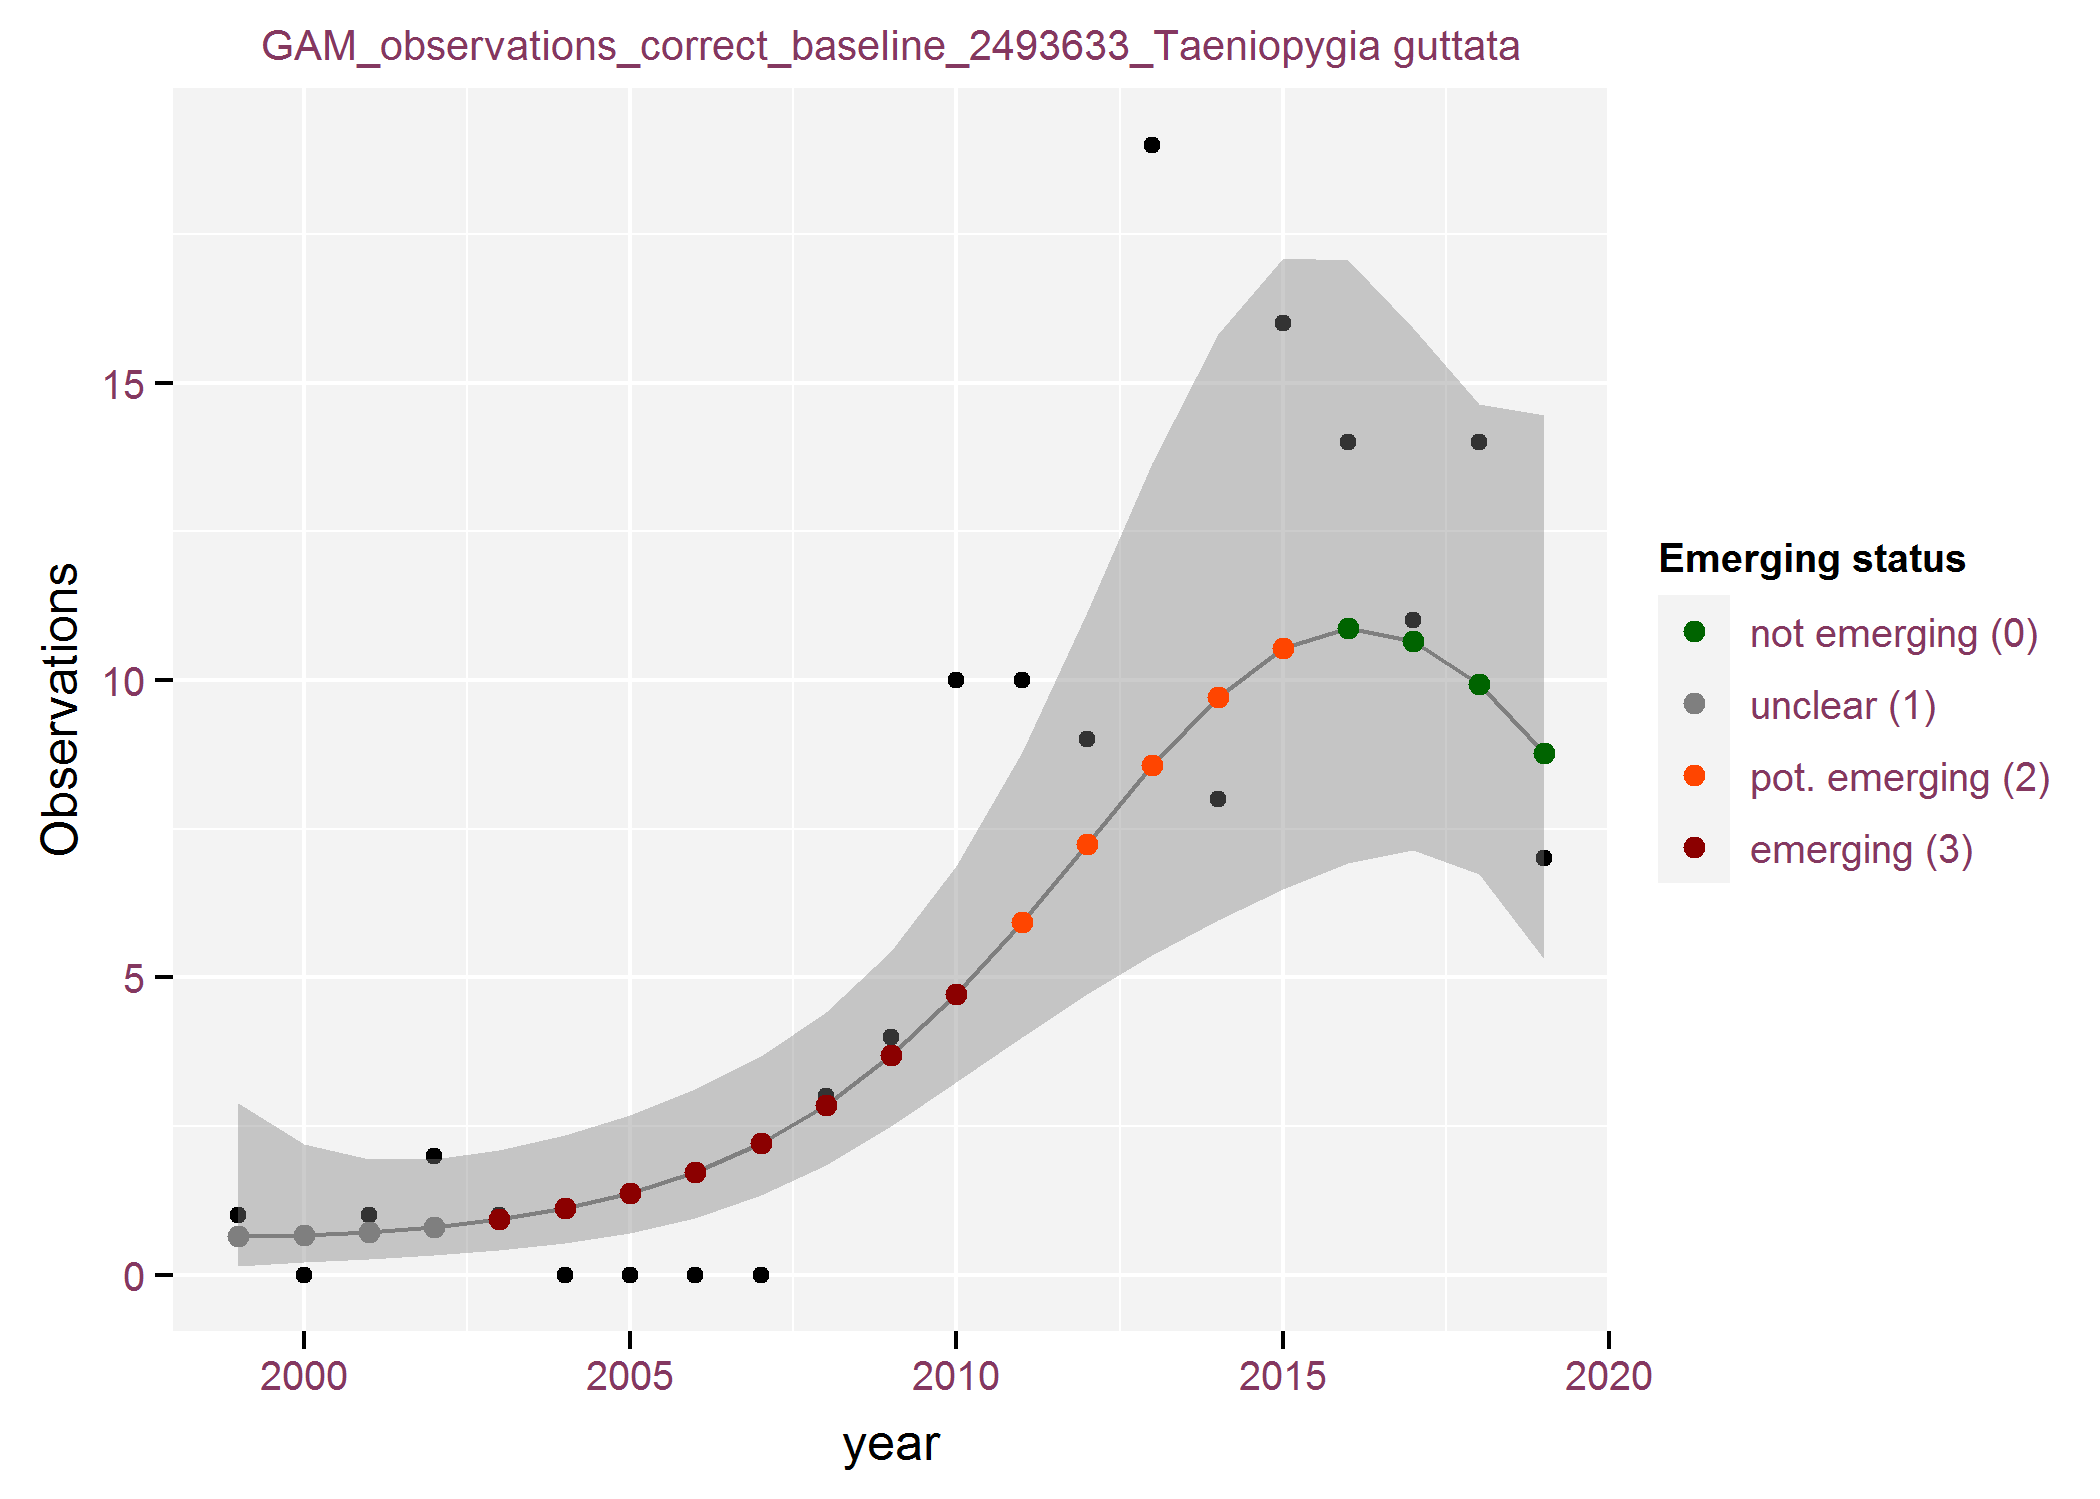 GAM_observations_correct_baseline_2493633_Taeniopygia guttata
Observations
15
10
5
0
2000 2005 2010 2015 2020
year
Emerging status
not emerging (0)
unclear (1)
pot. emerging (2)
emerging (3)